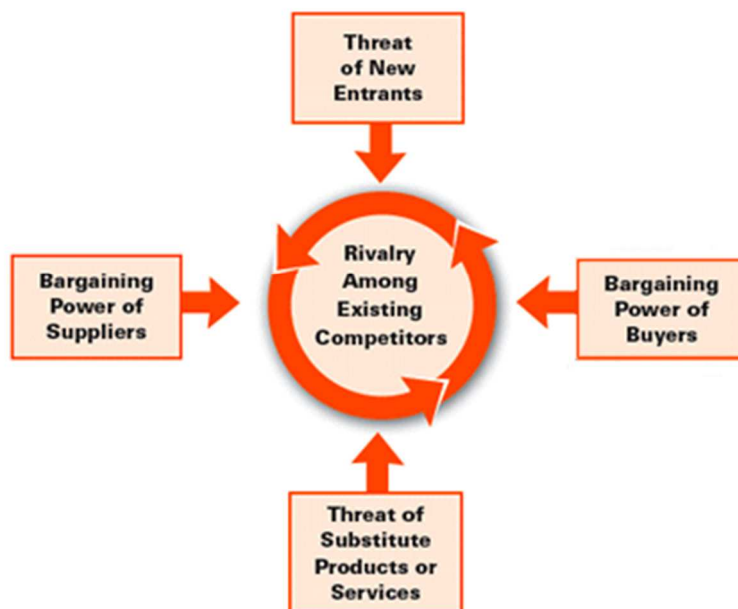 Threat
of New
Entrants
Bargaining
Power of
Suppliers
Rivalry
Among
Existing
Competitors
Bargaining
Power of
Buyers
Threat of
Substitute
Products or
Services